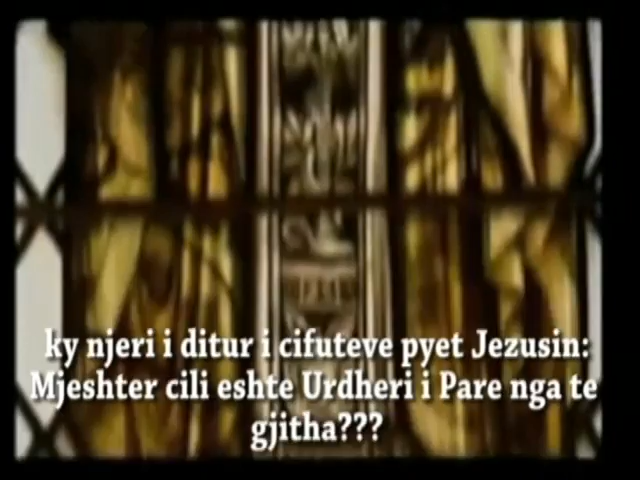 ky njeri i ditur i cifuteve pyet Jezusin:
Mjeshter cili eshte Urdheri i Pare nga te
gjitha???